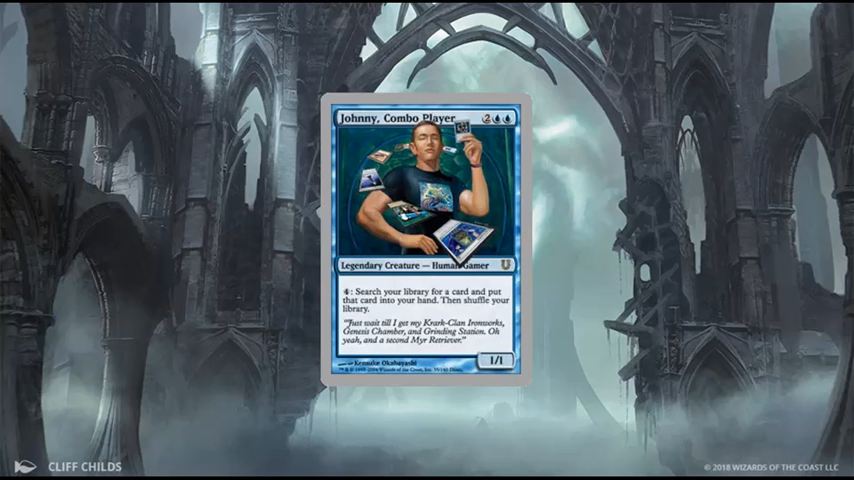 Johnny, Combo Player 2
Legendary Creature — Human Gamer
4: Search your library for a card and put
that card into your hand. Then shuffle your
library.
"Just wait till I get my Krark-Clan Ironworks,
Genesis Chamber, and Grinding Station. Oh
yeah, and a second Myr Retriever."
1/1
Kensuke Okabayashi
CLIFF CHILDS
© 2018 WIZARDS OF THE COAST LLC